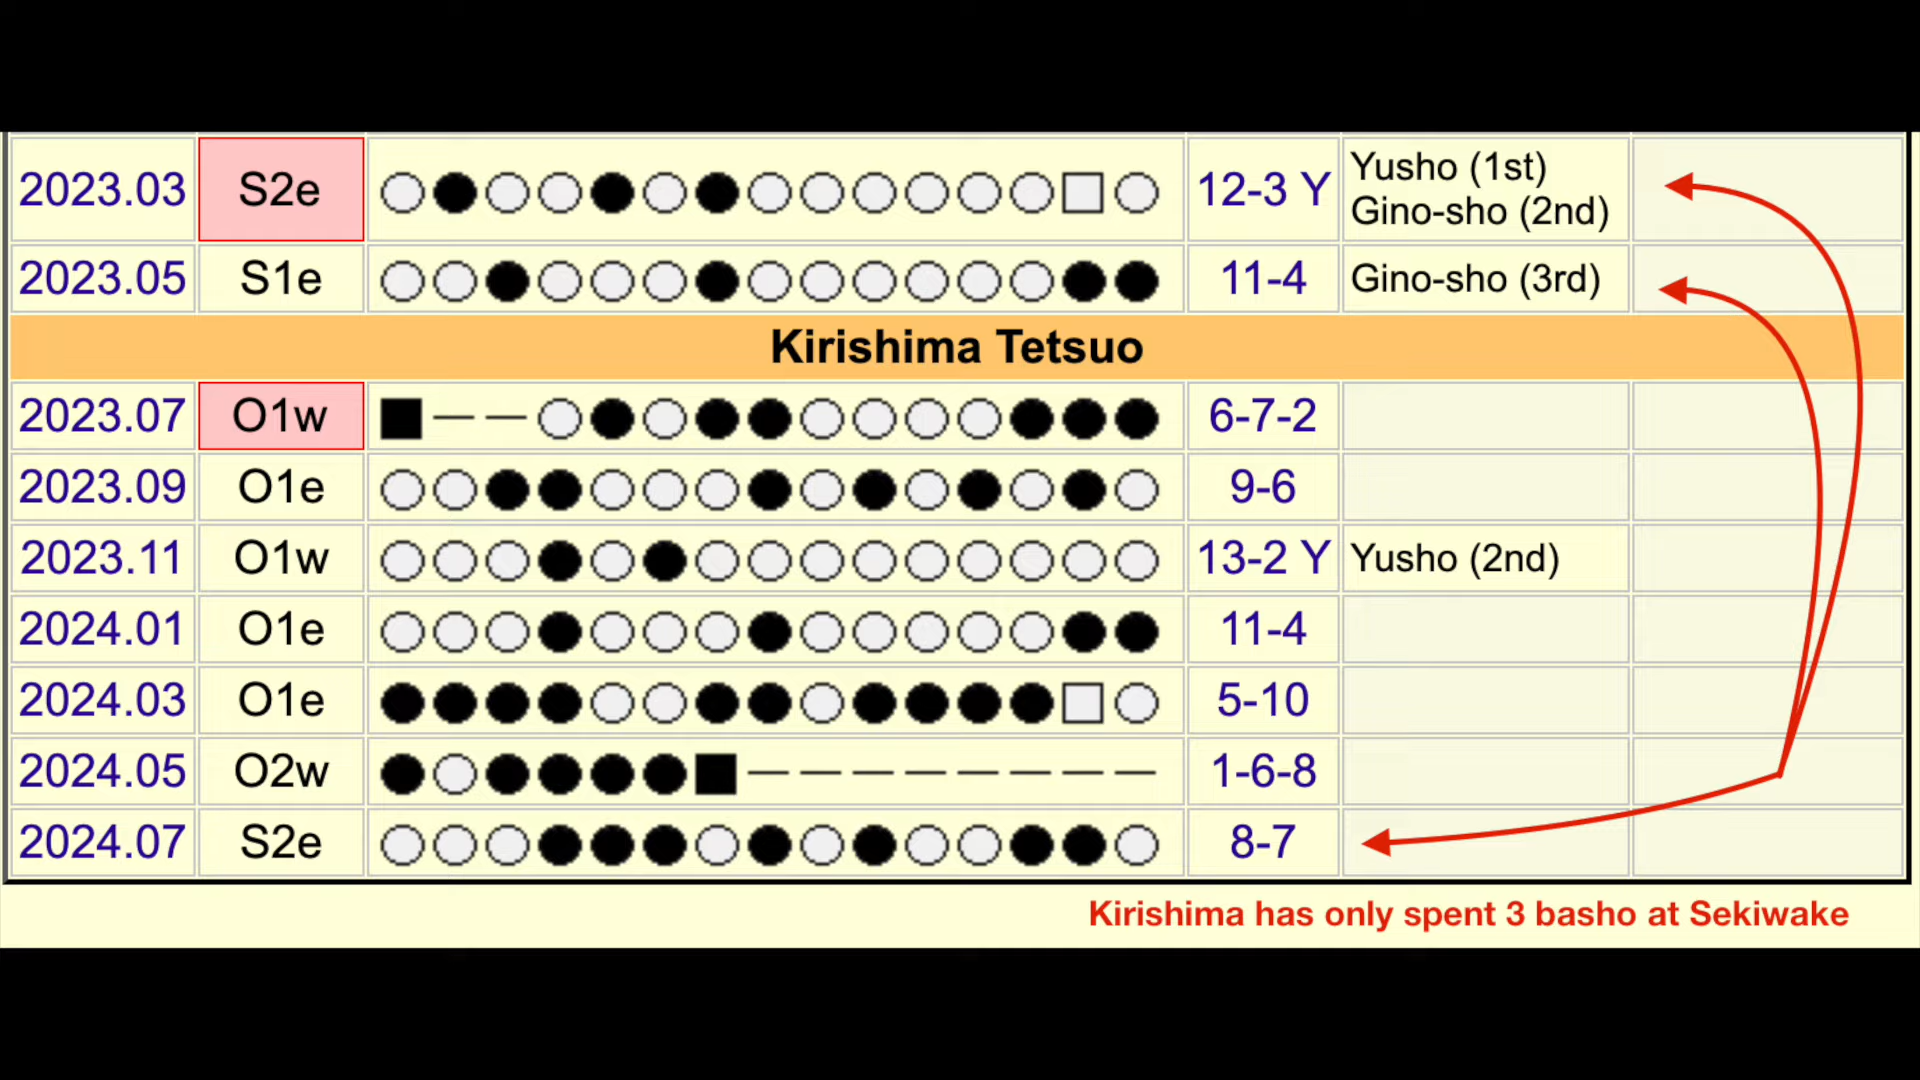 2023.03 S2e 12-3 Y Yusho (1st)
Gino-sho (2nd)
2023.05 S1e 11-4 Gino-sho (3rd)
Kirishima Tetsuo
2023.07 O1w 6-7-2
2023.09 O1e 9-6
2023.11 O1w 13-2 Y Yusho (2nd)
2024.01 O1e 11-4
2024.03 O1e 5-10
2024.05 O2w 1-6-8
2024.07 S2e 8-7
Kirishima has only spent 3 basho at Sekiwake